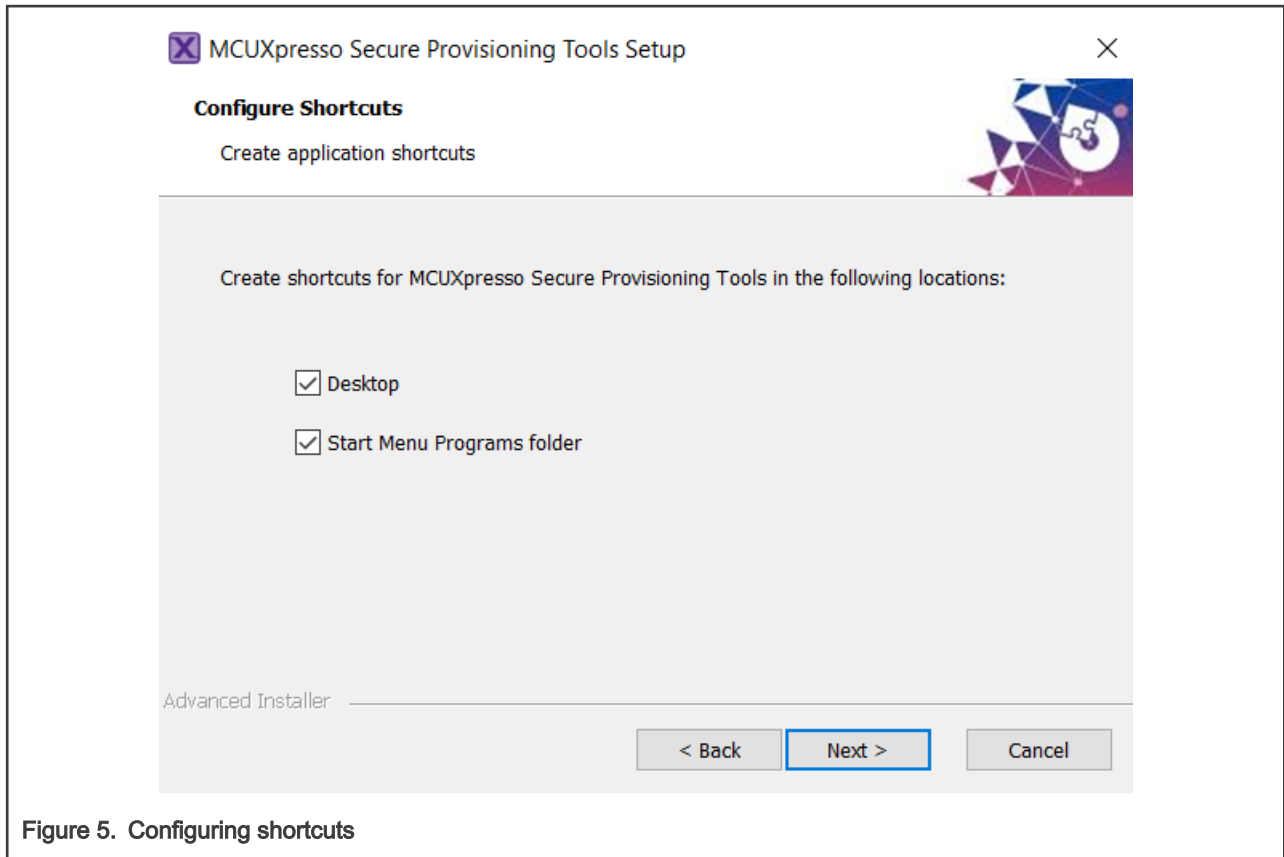 MCUXpresso Secure Provisioning Tools Setup
Configure Shortcuts
Create application shortcuts
Create shortcuts for MCUXpresso Secure Provisioning Tools in the following locations:
Desktop
Start Menu Programs folder
Advanced Installer
< Back Next > Cancel
Figure 5. Configuring shortcuts